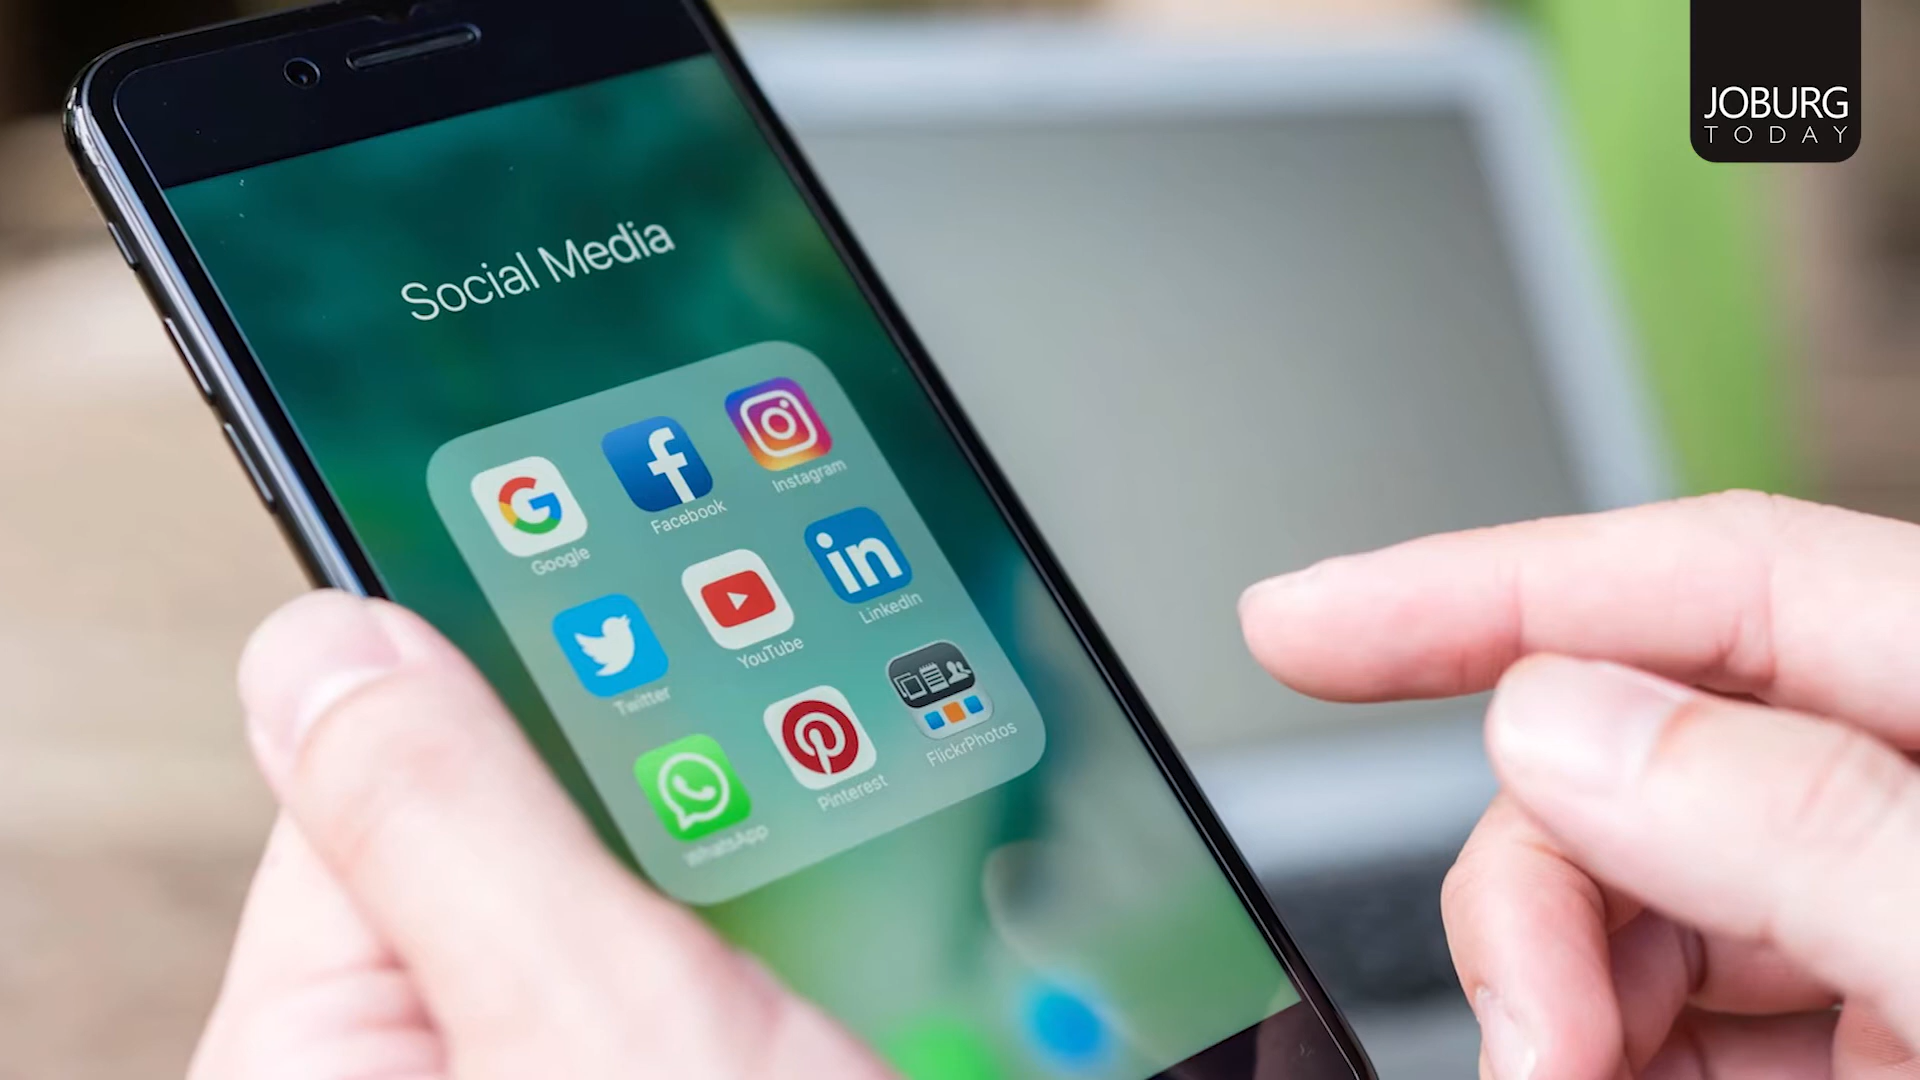 JOBURG
TODAY
Social Media
Google
Facebook
Instagram
Twitter
YouTube
LinkedIn
WhatsApp
Pinterest
FlickrPhotos